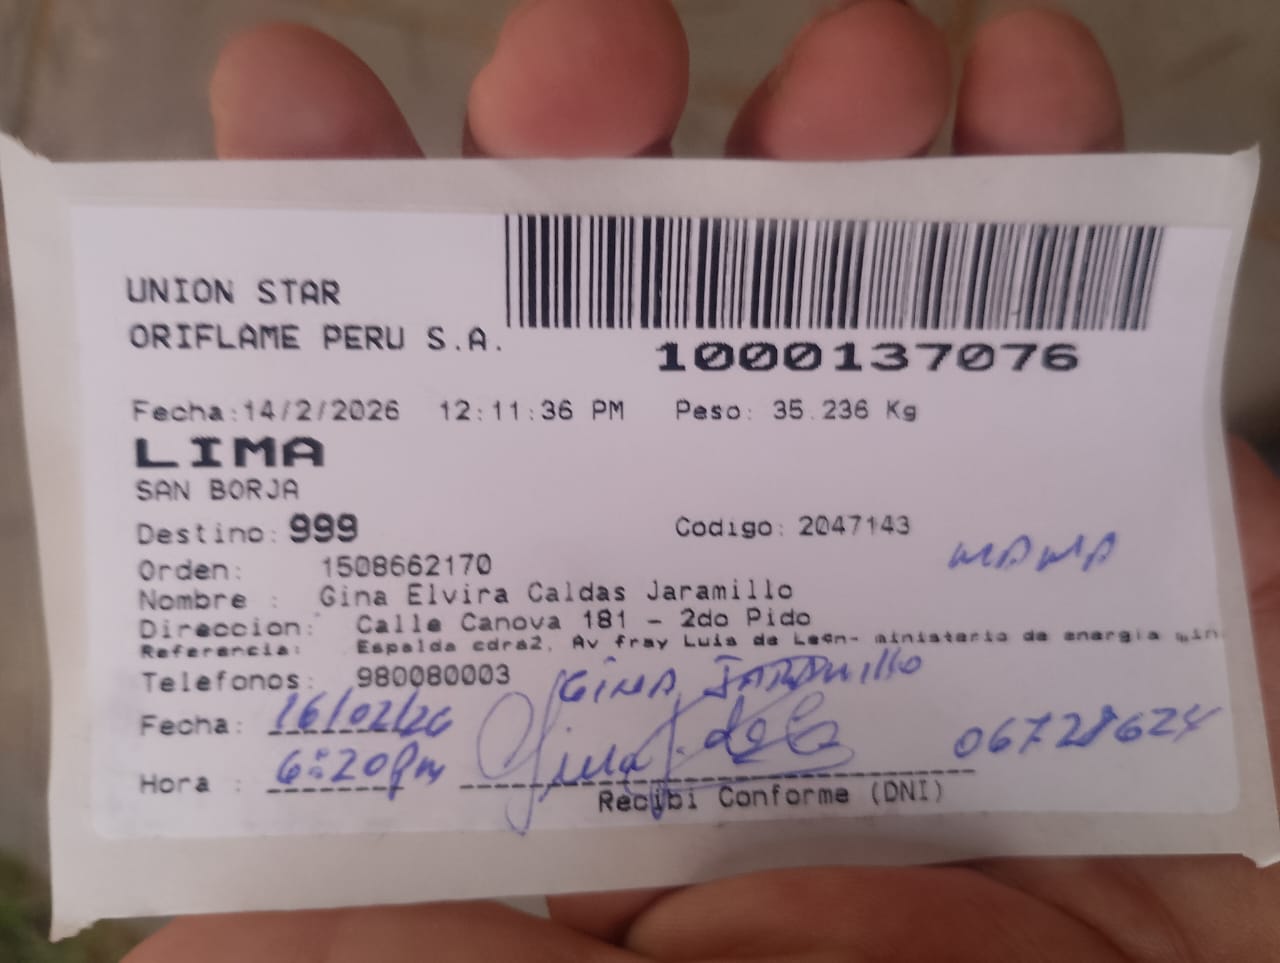 UNION STAR
ORIFLAME PERU S.A.
1000137076
Fecha:14/2/2026 12:11:36 PM Peso: 35.236 Kg
LIMA
SAN BORJA
Destino: 999 Codigo: 2047143
MAMA
Orden: 1508662170
Nombre : Gina Elvira Caldas Jaramillo
Direccion: Calle Canova 181 - 2do Pido
Referencia: Espalda cdra2, Av fray Luis de León- ministerio de energia min
Telefonos: 980080003
GINA JARAMillo
Fecha: 16/02/26
06728624
Hora : 6:20pm
Recibi Conforme (DNI)